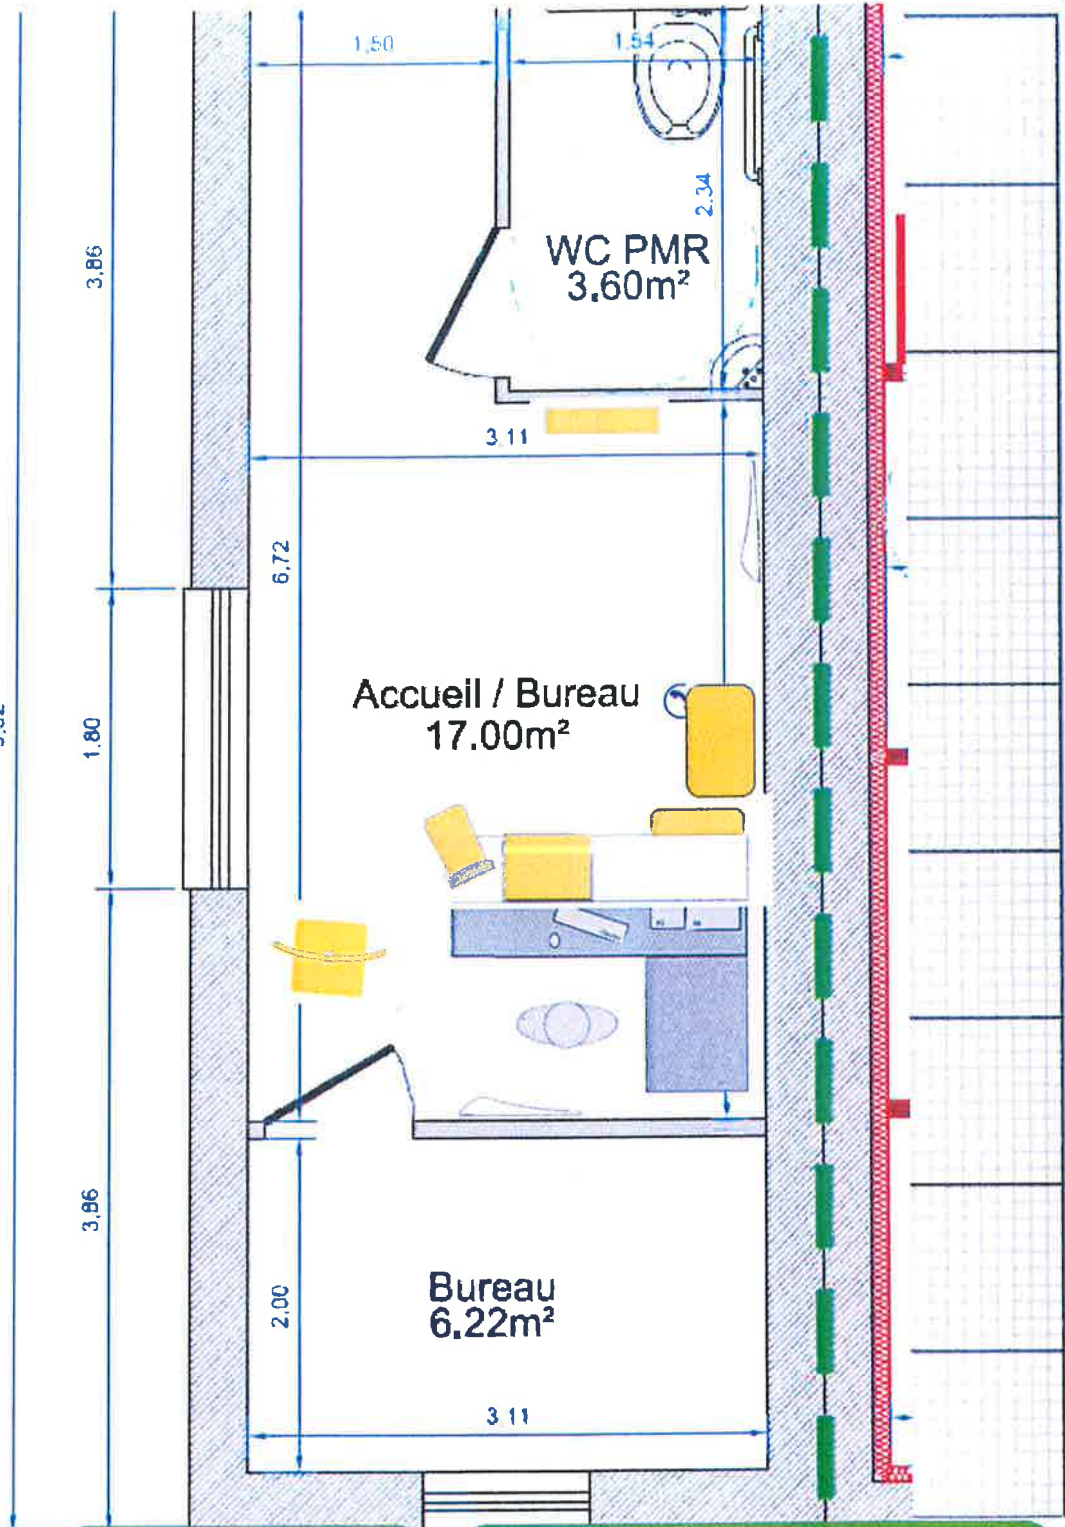 1,50
1,54
2.34
3,86
WC PMR
3.60m²
3,11
6,72
1,80
Accueil / Bureau
17.00m²
3,86
2,00
Bureau
6.22m²
3,11